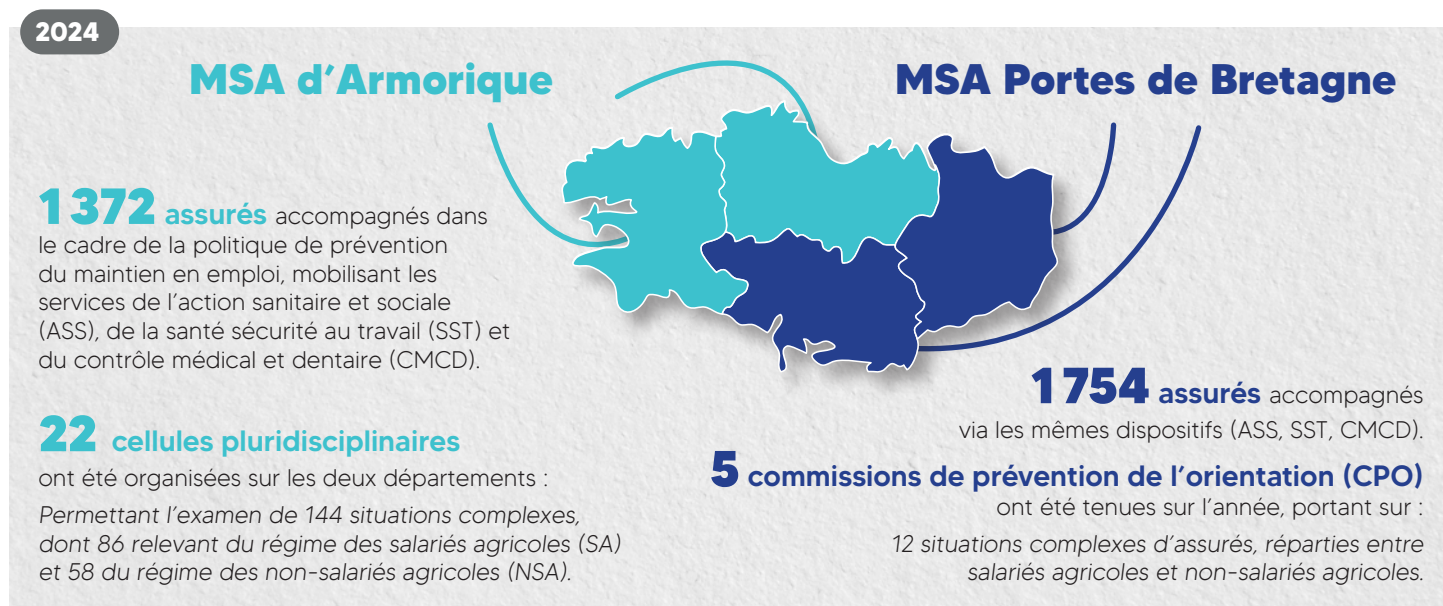 2024
MSA d'Armorique
MSA Portes de Bretagne
1 372 assurés accompagnés dans
le cadre de la politique de prévention
du maintien en emploi, mobilisant les
services de l'action sanitaire et sociale
(ASS), de la santé sécurité au travail (SST) et
du contrôle médical et dentaire (CMCD).
22 cellules pluridisciplinaires
ont été organisées sur les deux départements :
Permettant l'examen de 144 situations complexes,
dont 86 relevant du régime des salariés agricoles (SA)
et 58 du régime des non-salariés agricoles (NSA).
1 754 assurés accompagnés
via les mêmes dispositifs (ASS, SST, CMCD).
5 commissions de prévention de l'orientation (CPO)
ont été tenues sur l'année, portant sur :
12 situations complexes d'assurés, réparties entre
salariés agricoles et non-salariés agricoles.